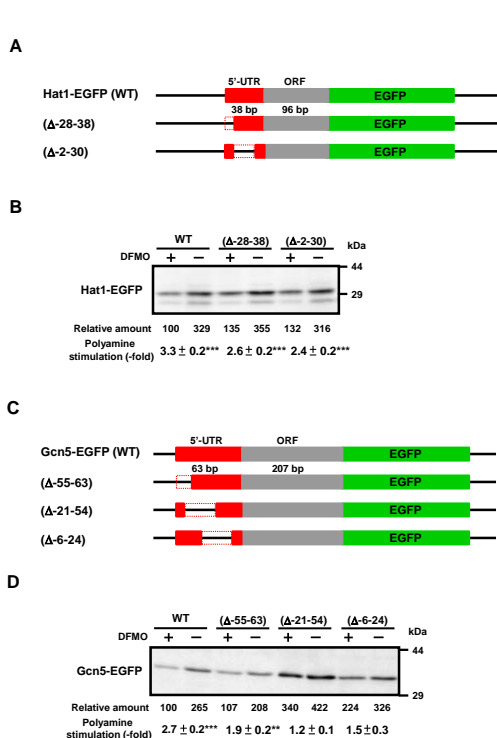 A
5'-UTR ORF
Hat1-EGFP (WT) EGFP
38 bp 96 bp
(Δ-28-38) EGFP
(Δ-2-30) EGFP
B
WT (Δ-28-38) (Δ-2-30) kDa
DFMO + − + − + − 44
Hat1-EGFP 29
Relative amount 100 329 135 355 132 316
Polyamine
stimulation (-fold) 3.3 ± 0.2*** 2.6 ± 0.2*** 2.4 ± 0.2***
C
5'-UTR ORF
Gcn5-EGFP (WT) EGFP
63 bp 207 bp
(Δ-55-63) EGFP
(Δ-21-54) EGFP
(Δ-6-24) EGFP
D
WT (Δ-55-63) (Δ-21-54) (Δ-6-24) kDa
DFMO + − + − + − + − 44
Gcn5-EGFP
29
Relative amount 100 265 107 208 340 422 224 326
Polyamine
stimulation (-fold) 2.7 ± 0.2*** 1.9 ± 0.2** 1.2 ± 0.1 1.5±0.3